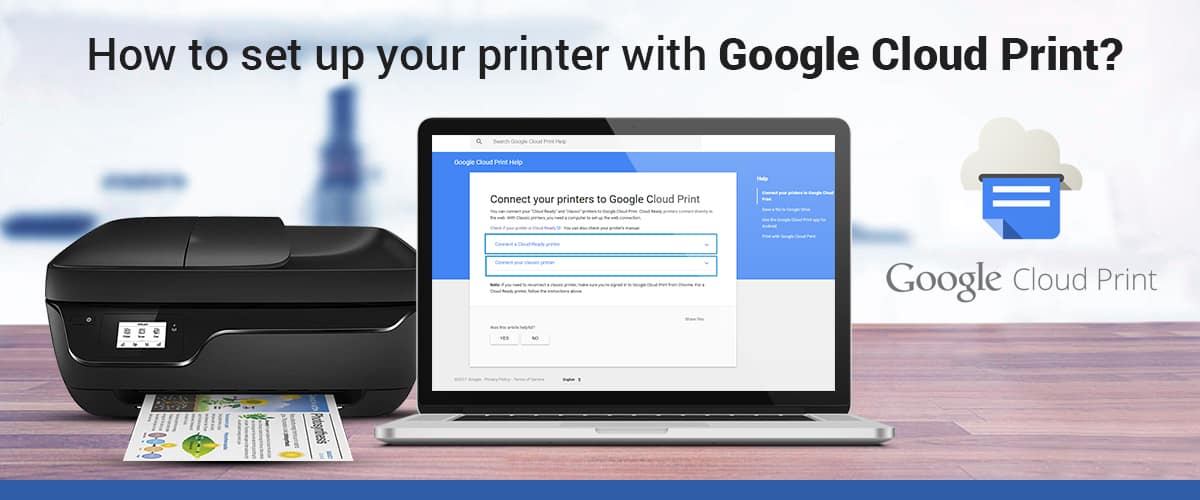 How to set up your printer with Google Cloud Print?
Search Google Cloud Print Help
Google Cloud Print Help
Help
Connect your printers to Google Cloud Print
Save a file to Google Drive
Use the Google Cloud Print app for Android
Print with Google Cloud Print
Connect your printers to Google Cloud Print
You can connect your "Cloud Ready" and "classic" printers to Google Cloud Print. Cloud Ready printers connect directly to
the web. With Classic printers, you need a computer to set up the web connection.
Check if your printer is Cloud Ready. You can also check your printer's manual.
Connect a Cloud-Ready printer
Connect your classic printer
Note: If you need to reconnect a classic printer, make sure you're signed in to Google Cloud Print from Chrome. For a
Cloud Ready printer, follow the instructions above.
Share this
Was this article helpful?
YES
NO
©2017 Google - Privacy Policy - Terms of Service
English
Google Cloud Print
Photosynthesis